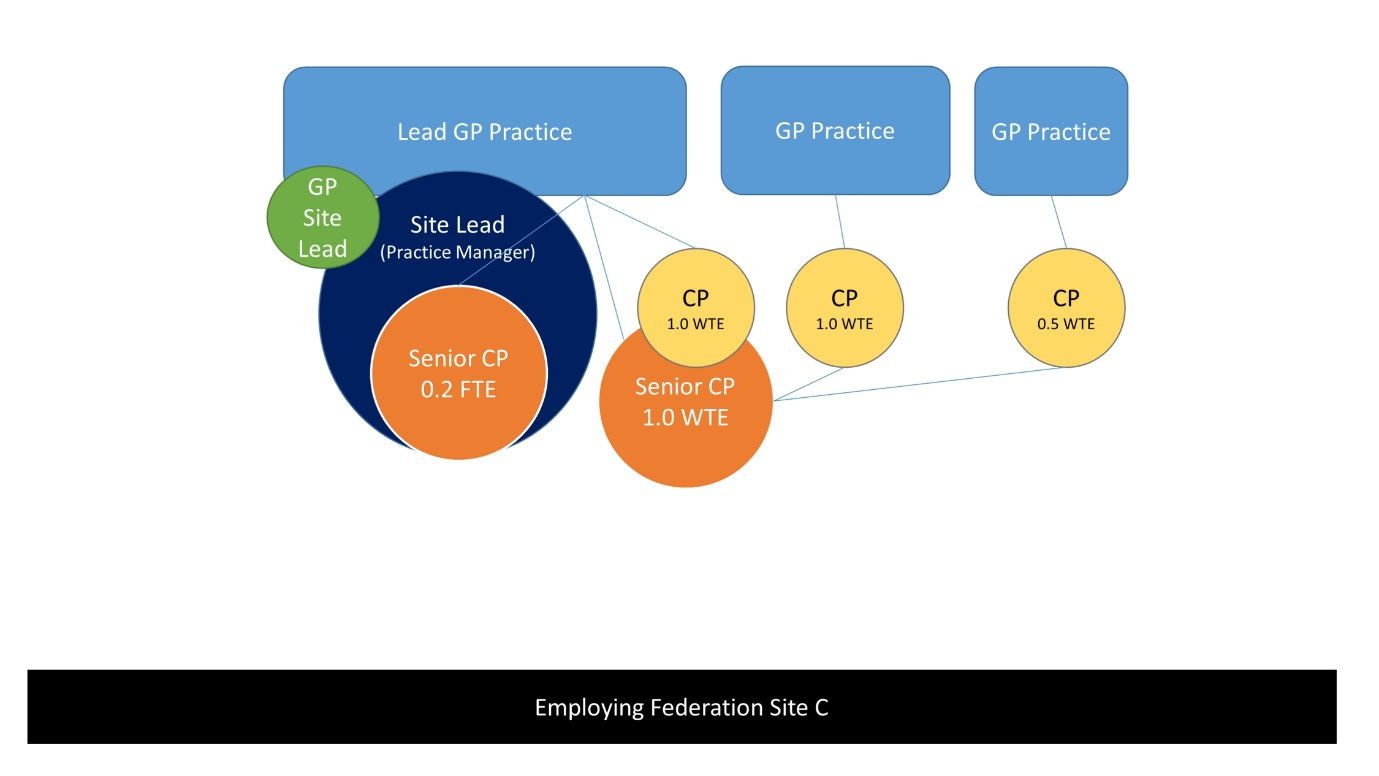 Lead GP Practice
GP Practice
GP Practice
GP
Site
Lead
Site Lead
(Practice Manager)
Senior CP
0.2 FTE
CP
1.0 WTE
Senior CP
1.0 WTE
CP
1.0 WTE
CP
0.5 WTE
Employing Federation Site C